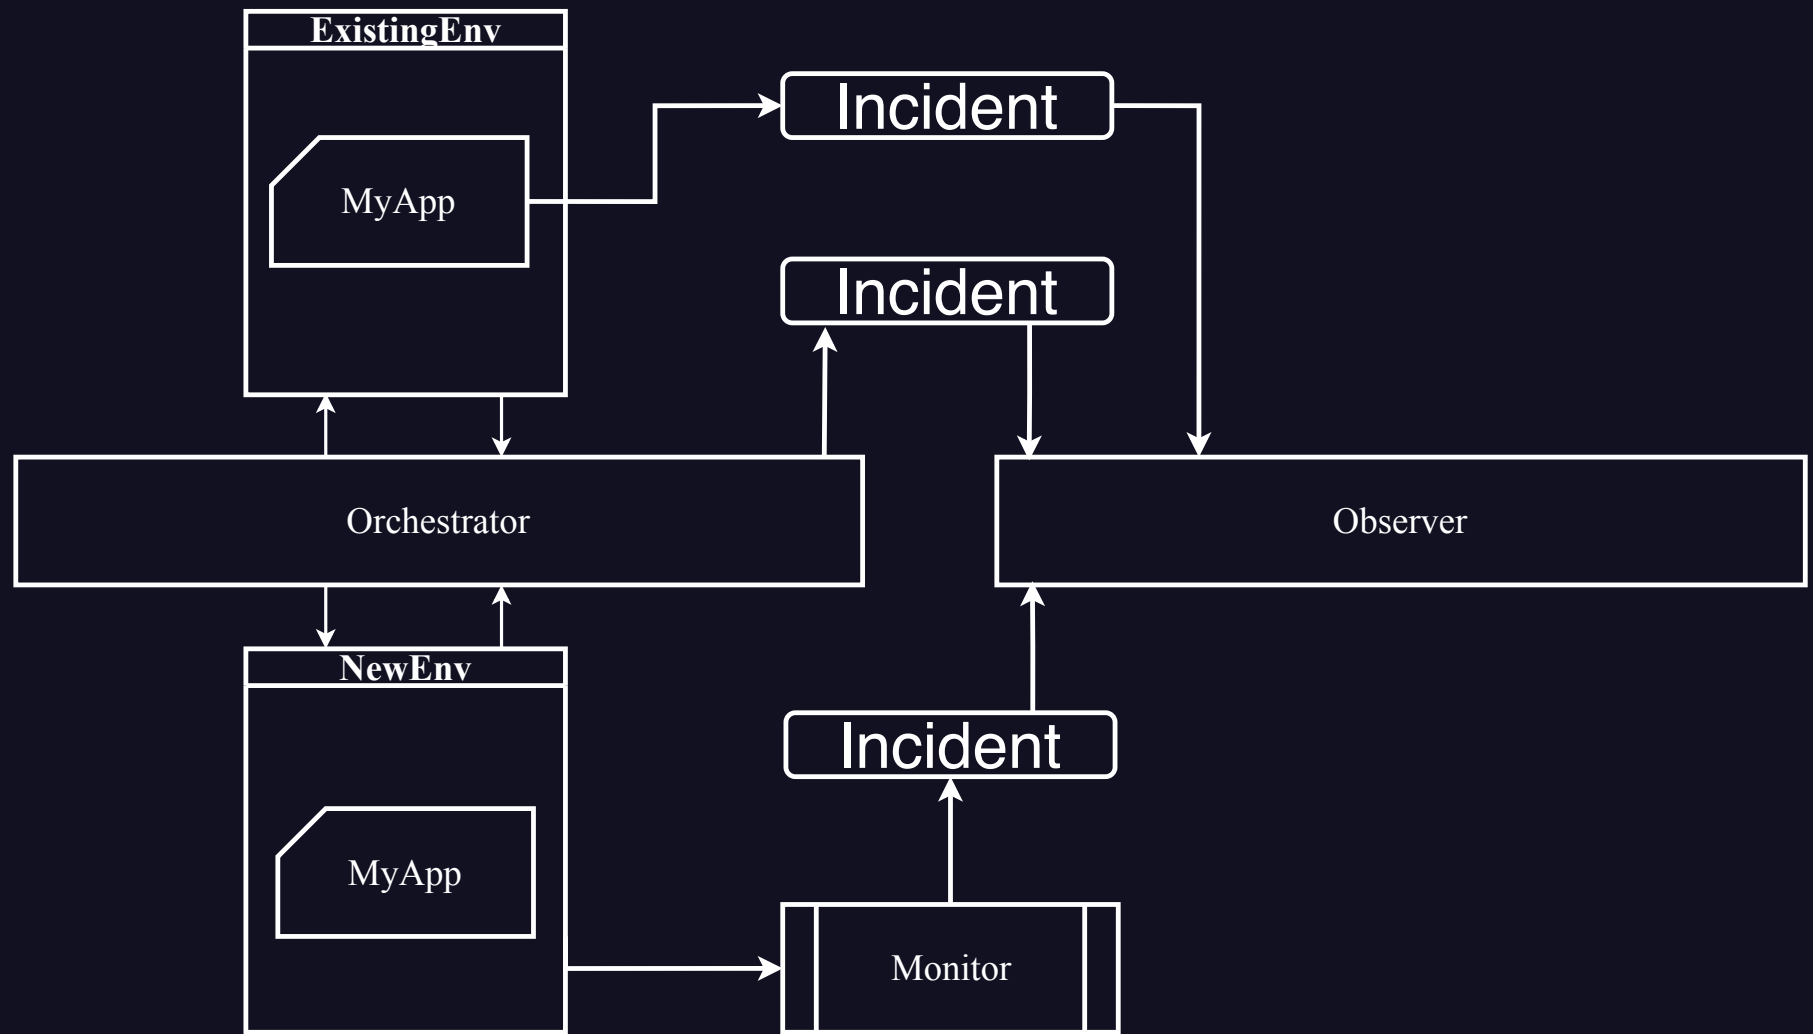 ExistingEnv
Incident
MyApp
Incident
Orchestrator
Observer
NewEnv
Incident
MyApp
Monitor